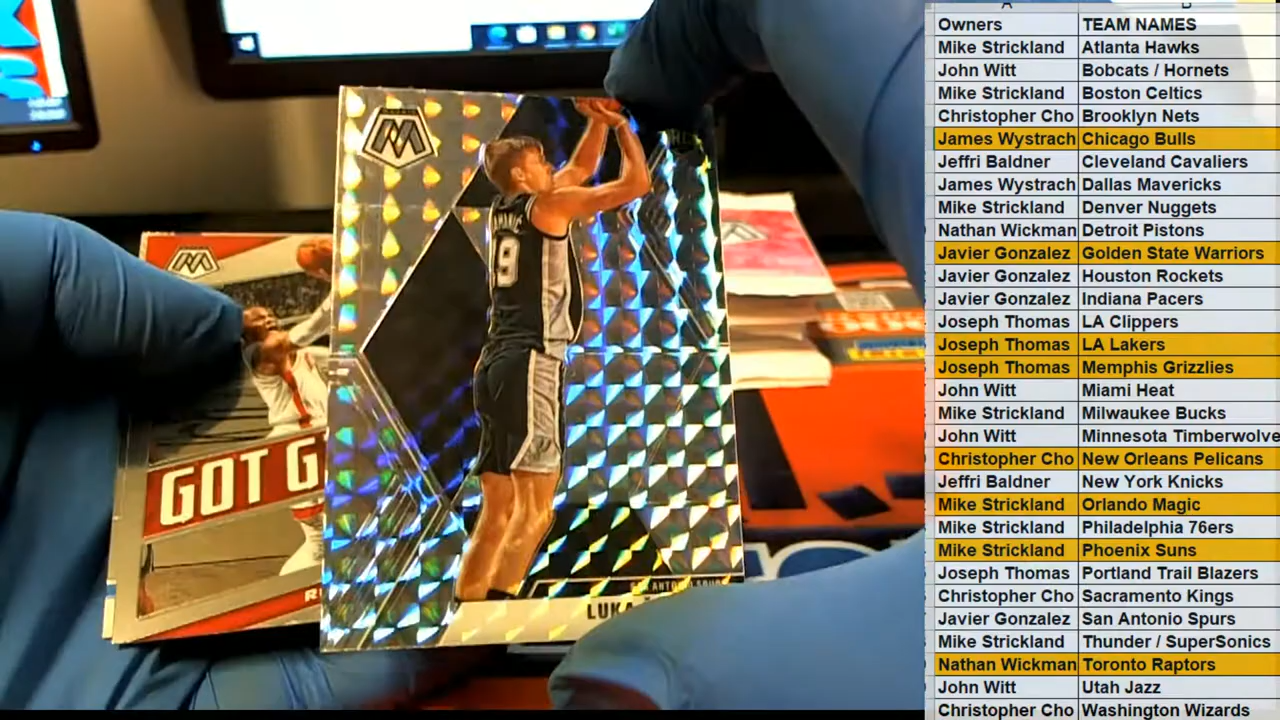 Owners TEAM NAMES
Mike Strickland Atlanta Hawks
John Witt Bobcats / Hornets
Mike Strickland Boston Celtics
Christopher Cho Brooklyn Nets
James Wystrach Chicago Bulls
Jeffri Baldner Cleveland Cavaliers
James Wystrach Dallas Mavericks
Mike Strickland Denver Nuggets
Nathan Wickman Detroit Pistons
Javier Gonzalez Golden State Warriors
Javier Gonzalez Houston Rockets
Javier Gonzalez Indiana Pacers
Joseph Thomas LA Clippers
Joseph Thomas LA Lakers
Joseph Thomas Memphis Grizzlies
John Witt Miami Heat
Mike Strickland Milwaukee Bucks
John Witt Minnesota Timberwolve
Christopher Cho New Orleans Pelicans
Jeffri Baldner New York Knicks
Mike Strickland Orlando Magic
Mike Strickland Philadelphia 76ers
Mike Strickland Phoenix Suns
Joseph Thomas Portland Trail Blazers
Christopher Cho Sacramento Kings
Javier Gonzalez San Antonio Spurs
Mike Strickland Thunder / SuperSonics
Nathan Wickman Toronto Raptors
John Witt Utah Jazz
Christopher Cho Washington Wizards
19
GOT G
SAN ANTONIO SPURS
LUKA